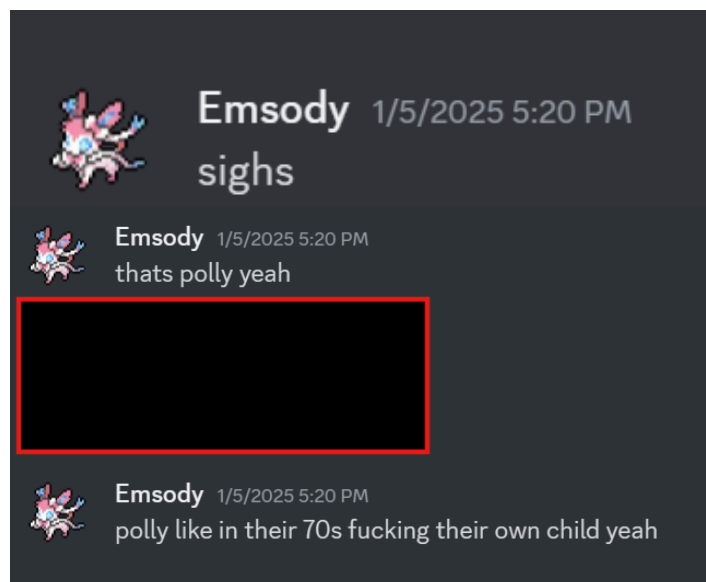 Emsody 1/5/2025 5:20 PM
sighs
Emsody 1/5/2025 5:20 PM
thats polly yeah
Emsody 1/5/2025 5:20 PM
polly like in their 70s fucking their own child yeah